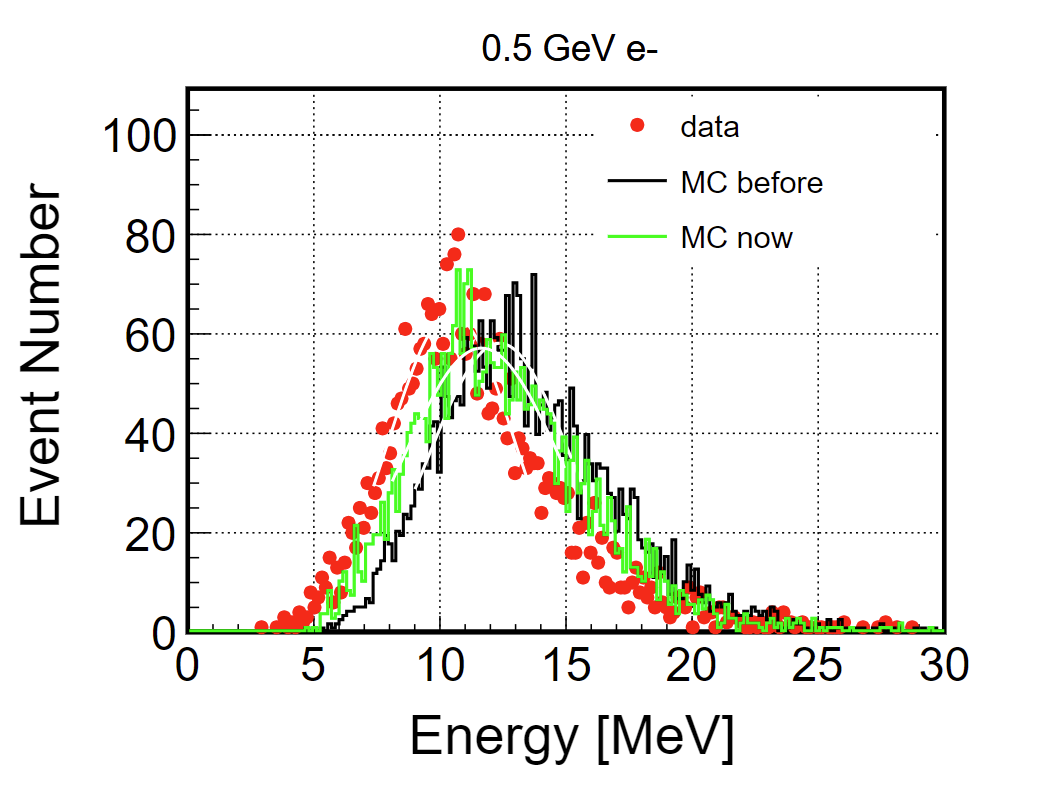 0.5 GeV e-
data
MC before
MC now
Event Number
100
80
60
40
20
0
0 5 10 15 20 25 30
Energy [MeV]